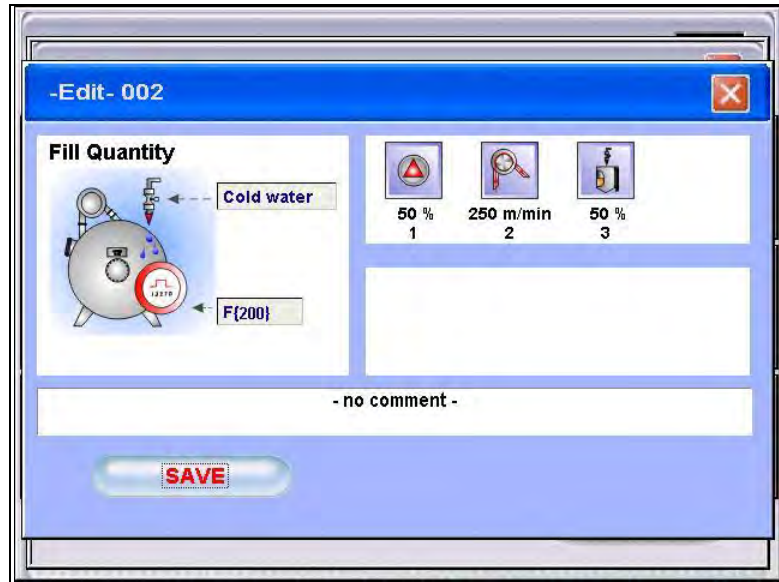 -Edit- 002
Fill Quantity
Cold water
F{200}
50 % 250 m/min 50 %
1 2 3
- no comment -
SAVE